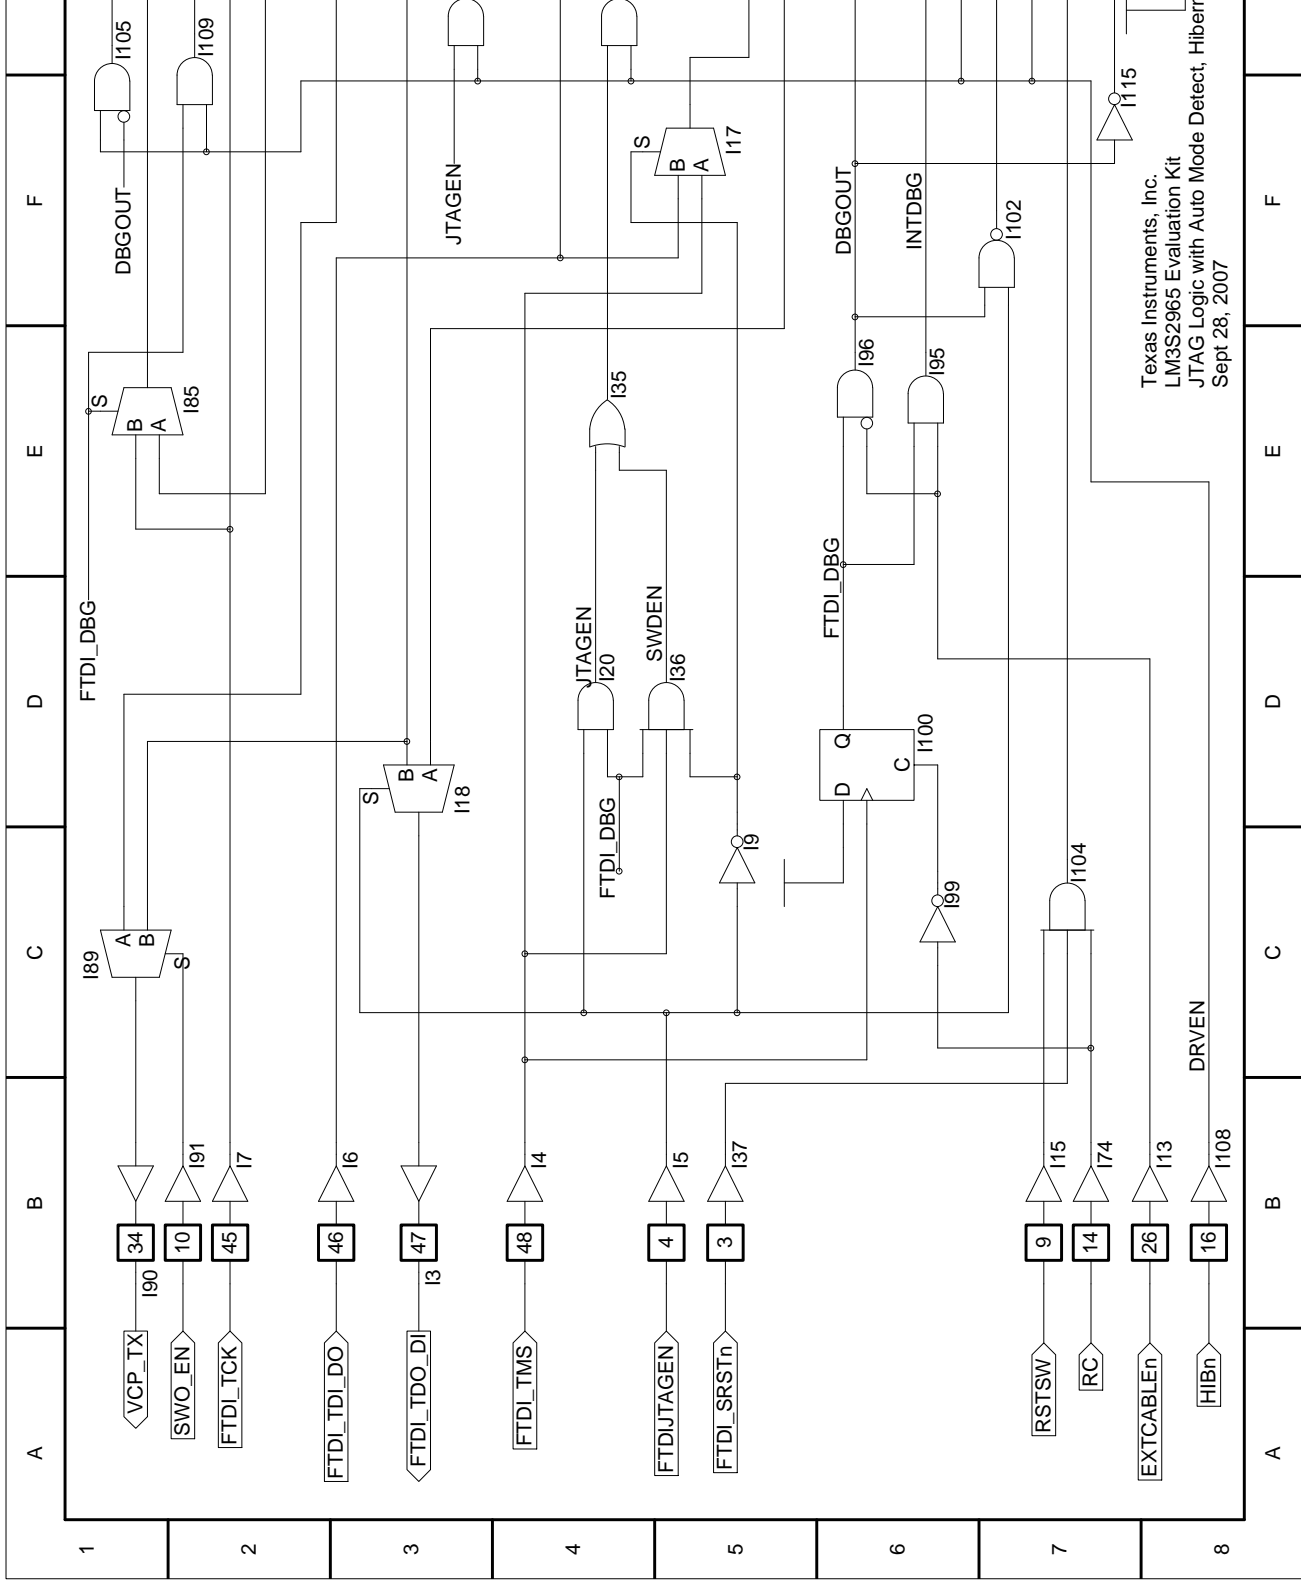 A
B
C
D
E
F
1
2
3
4
5
6
7
8
A
B
C
D
E
F
VCP_TX
34
I90
SWO_EN
10
I91
FTDI_TCK
45
I7
FTDI_TDI_DO
46
I6
FTDI_TDO_DI
47
I3
FTDI_TMS
48
I4
FTDIJTAGEN
4
I5
FTDI_SRSTn
3
I37
RSTSW
9
I15
RC
14
I74
EXTCABLEn
26
I13
HIBn
16
I108
DRVEN
I89
A
B
S
S
B
A
I18
FTDI_DBG
I9
I99
I104
D
Q
C
I100
JTAGEN
I20
SWDEN
I36
I35
FTDI_DBG
FTDI_DBG
S
B
A
I85
DBGOUT
I105
I109
JTAGEN
S
B
A
I17
DBGOUT
I96
INTDBG
I95
I102
I115
Texas Instruments, Inc.
LM3S2965 Evaluation Kit
JTAG Logic with Auto Mode Detect,
Sept 28, 2007